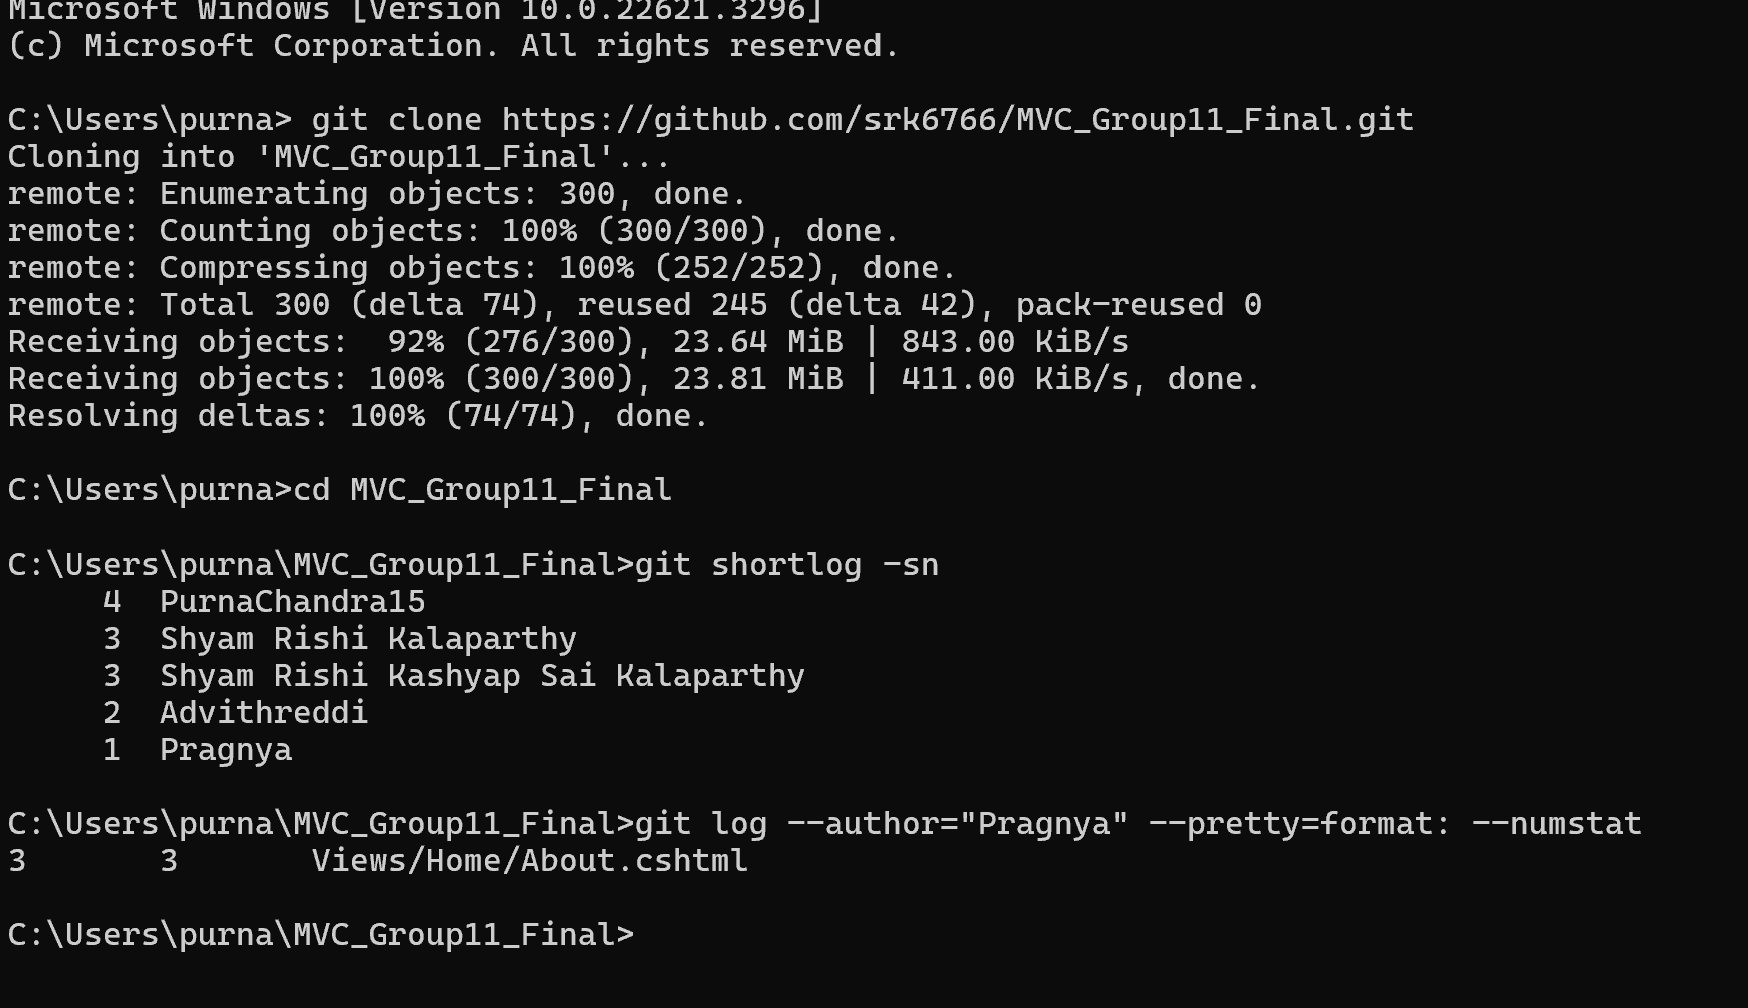 Microsoft Windows [Version 10.0.22621.3296]
(c) Microsoft Corporation. All rights reserved.
C:\Users\purna> git clone https://github.com/srk6766/MVC_Group11_Final.git
Cloning into 'MVC_Group11_Final'...
remote: Enumerating objects: 300, done.
remote: Counting objects: 100% (300/300), done.
remote: Compressing objects: 100% (252/252), done.
remote: Total 300 (delta 74), reused 245 (delta 42), pack-reused 0
Receiving objects:  92% (276/300), 23.64 MiB | 843.00 KiB/s
Receiving objects: 100% (300/300), 23.81 MiB | 411.00 KiB/s, done.
Resolving deltas: 100% (74/74), done.
C:\Users\purna>cd MVC_Group11_Final
C:\Users\purna\MVC_Group11_Final>git shortlog -sn
     4  PurnaChandra15
     3  Shyam Rishi Kalaparthy
     3  Shyam Rishi Kashyap Sai Kalaparthy
     2  Advithreddi
     1  Pragnya
C:\Users\purna\MVC_Group11_Final>git log --author="Pragnya" --pretty=format: --numstat
3       3       Views/Home/About.cshtml
C:\Users\purna\MVC_Group11_Final>